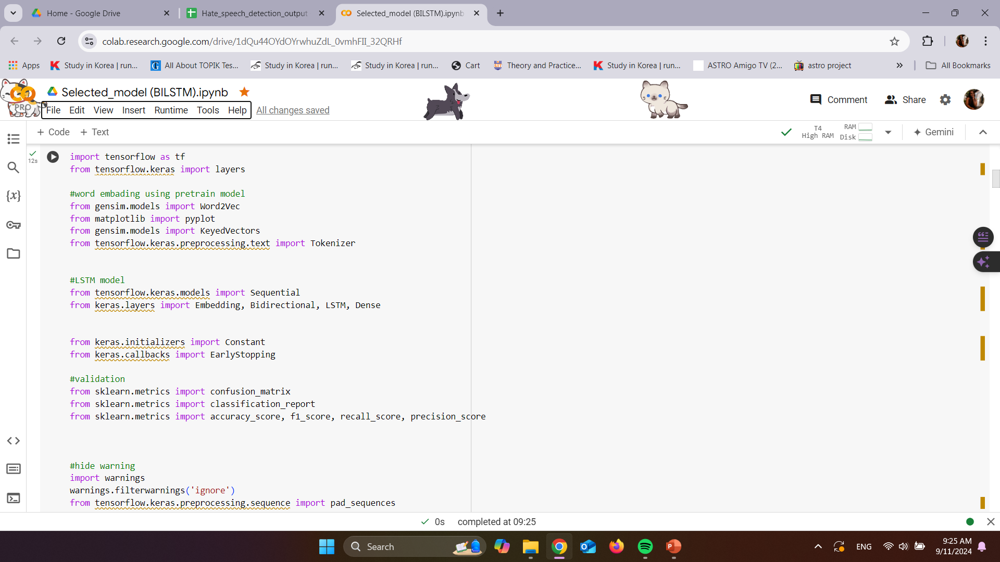 Home - Google Drive
Hate_speech_detection_output
Selected_model (BILSTM).ipynb
colab.research.google.com/drive/1dQu44OYdOYrwhuZdL_0vmhFII_32QRHf
Apps
Study in Korea | run...
All About TOPIK Tes...
Study in Korea | run...
Study in Korea | run...
Cart
Theory and Practice...
Study in Korea | run...
ASTRO Amigo TV (2...
astro project
All Bookmarks
PRO
Selected_model (BILSTM).ipynb
File Edit View Insert Runtime Tools Help All changes saved
Comment
Share
+ Code + Text
T4
High RAM
RAM
Disk
Gemini
12s
import tensorflow as tf
from tensorflow.keras import layers
#word embading using pretrain model
from gensim.models import Word2Vec
from matplotlib import pyplot
from gensim.models import KeyedVectors
from tensorflow.keras.preprocessing.text import Tokenizer
#LSTM model
from tensorflow.keras.models import Sequential
from keras.layers import Embedding, Bidirectional, LSTM, Dense
from keras.initializers import Constant
from keras.callbacks import EarlyStopping
#validation
from sklearn.metrics import confusion_matrix
from sklearn.metrics import classification_report
from sklearn.metrics import accuracy_score, f1_score, recall_score, precision_score
#hide warning
import warnings
warnings.filterwarnings('ignore')
from tensorflow.keras.preprocessing.sequence import pad_sequences
0s completed at 09:25
Search
ENG
9:25 AM
9/11/2024